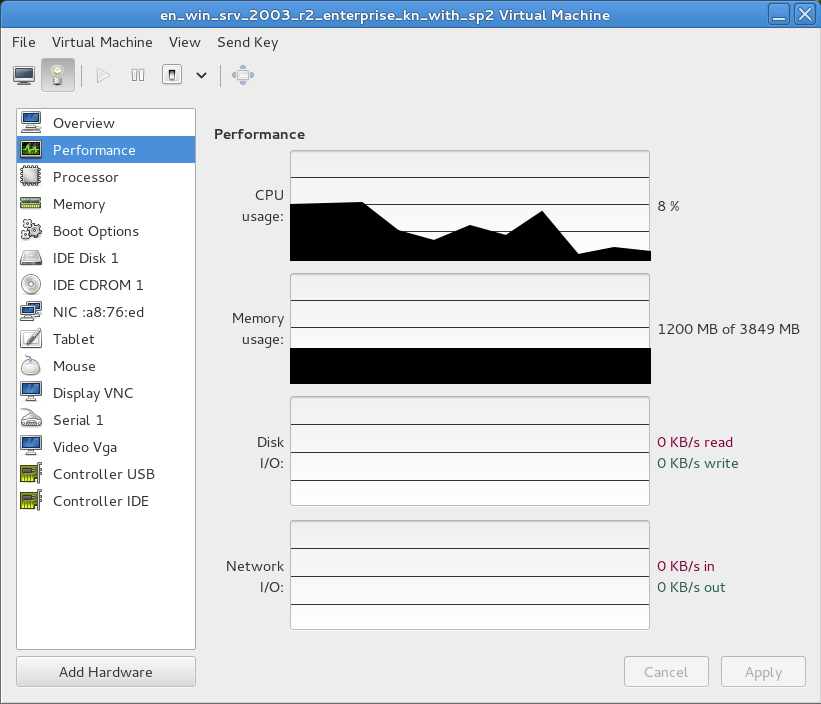 en_win_srv_2003_r2_enterprise_kn_with_sp2 Virtual Machine
File Virtual Machine View Send Key
Overview
Performance
Processor
Memory
Boot Options
IDE Disk 1
IDE CDROM 1
NIC :a8:76:ed
Tablet
Mouse
Display VNC
Serial 1
Video Vga
Controller USB
Controller IDE
Add Hardware
Performance
CPU
usage:
8 %
Memory
usage:
1200 MB of 3849 MB
Disk
I/O:
0 KB/s read
0 KB/s write
Network
I/O:
0 KB/s in
0 KB/s out
Cancel
Apply